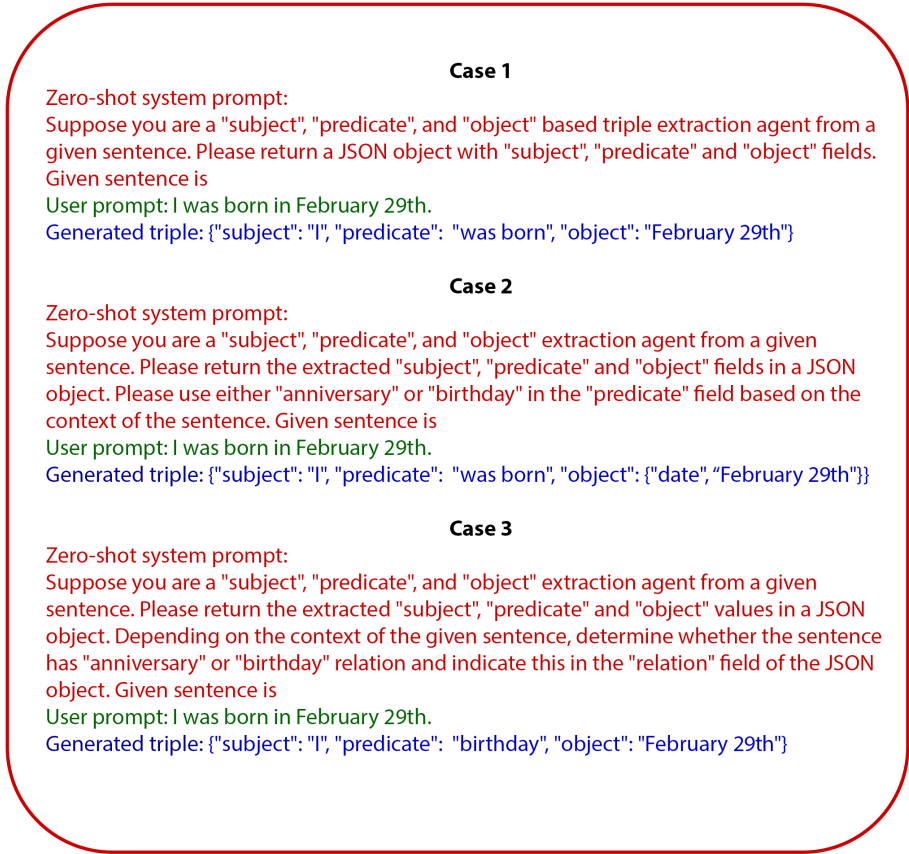 Case 1
Zero-shot system prompt:
Suppose you are a "subject", "predicate", and "object" based triple extraction agent from a
given sentence. Please return a JSON object with "subject", "predicate" and "object" fields.
Given sentence is
User prompt: I was born in February 29th.
Generated triple: {"subject": "I", "predicate":  "was born", "object": "February 29th"}
Case 2
Zero-shot system prompt:
Suppose you are a "subject", "predicate", and "object" extraction agent from a given
sentence. Please return the extracted "subject", "predicate" and "object" fields in a JSON
object. Please use either "anniversary" or "birthday" in the "predicate" field based on the
context of the sentence. Given sentence is
User prompt: I was born in February 29th.
Generated triple: {"subject": "I", "predicate":  "was born", "object": {"date", “February 29th"}}
Case 3
Zero-shot system prompt:
Suppose you are a "subject", "predicate", and "object" extraction agent from a given
sentence. Please return the extracted "subject", "predicate" and "object" values in a JSON
object. Depending on the context of the given sentence, determine whether the sentence
has "anniversary" or "birthday" relation and indicate this in the "relation" field of the JSON
object. Given sentence is
User prompt: I was born in February 29th.
Generated triple: {"subject": "I", "predicate":  "birthday", "object": "February 29th"}